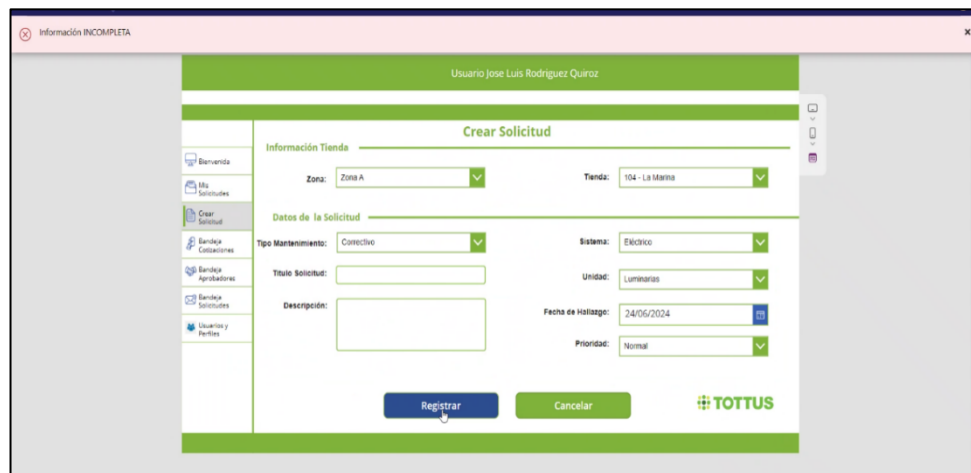 Información INCOMPLETA
x
Usuario Jose Luis Rodriguez Quiroz
Crear Solicitud
Información Tienda
Zona:
Zona A
Tienda:
104 - La Marina
Bienvenida
Mis
Solicitudes
Crear
Solicitud
Bandeja
Cotizaciones
Bandeja
Aprobadores
Bandeja
Solicitudes
Usuarios y
Perfiles
Datos de la Solicitud
Tipo Mantenimiento:
Correctivo
Sistema:
Eléctrico
Titulo Solicitud:
Unidad:
Luminarias
Descripción:
Fecha de Hallazgo:
24/06/2024
Prioridad:
Normal
Registrar
Cancelar
TOTTUS